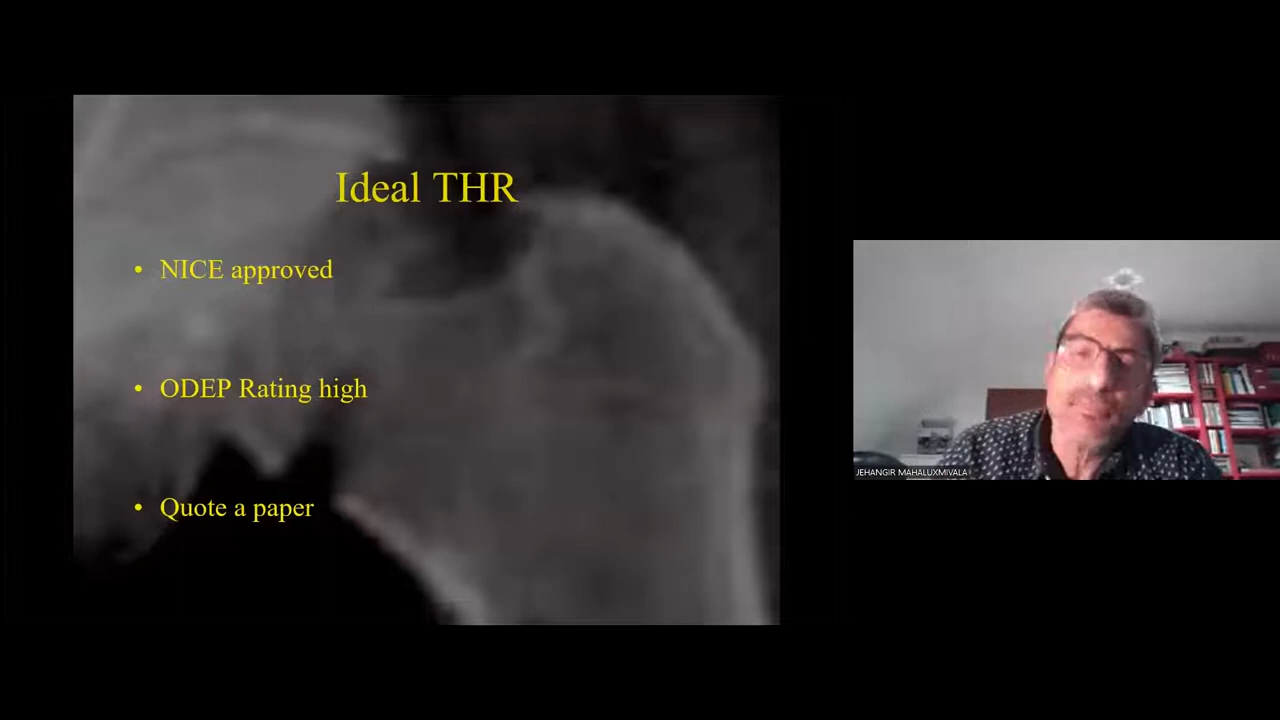 Ideal THR
• NICE approved
• ODEP Rating high
• Quote a paper
JEHANGIR MAHALUXMIVALA